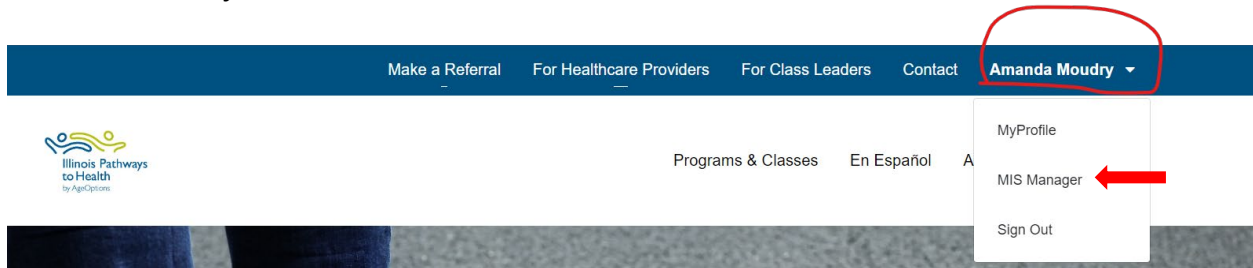 Make a Referral For Healthcare Providers For Class Leaders Contact Amanda Moudry
MyProfile
Illinois Pathways
to Health
by AgeOptions
Programs & Classes En Español A
MIS Manager
Sign Out